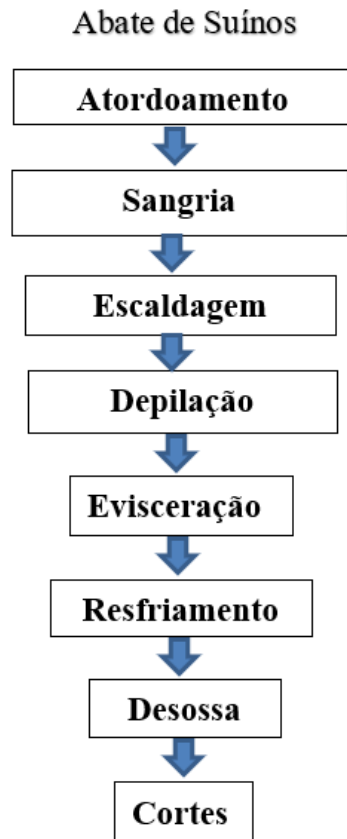 Abate de Suínos
Atordoamento
Sangria
Escaldagem
Depilação
Evisceração
Resfriamento
Desossa
Cortes